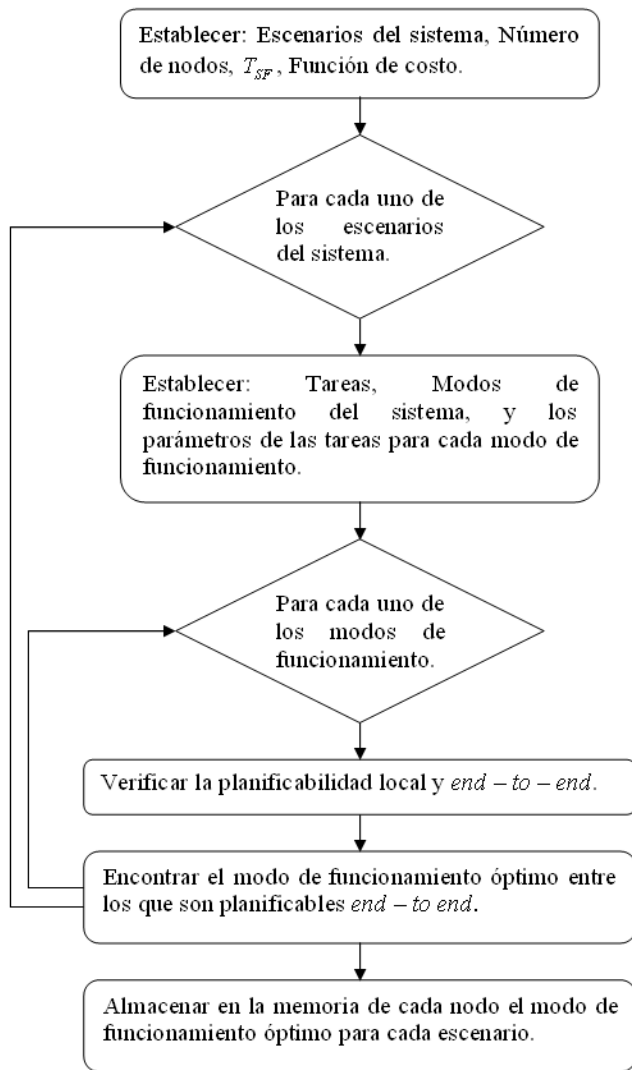 Establecer: Escenarios del sistema, Número
de nodos, T_SF, Función de costo.
Para cada uno de
los escenarios
del sistema.
Establecer: Tareas, Modos de
funcionamiento del sistema, y los
parámetros de las tareas para cada modo de
funcionamiento.
Para cada uno de
los modos de
funcionamiento.
Verificar la planificabilidad local y end – to – end.
Encontrar el modo de funcionamiento óptimo entre
los que son planificables end – to end.
Almacenar en la memoria de cada nodo el modo de
funcionamiento óptimo para cada escenario.